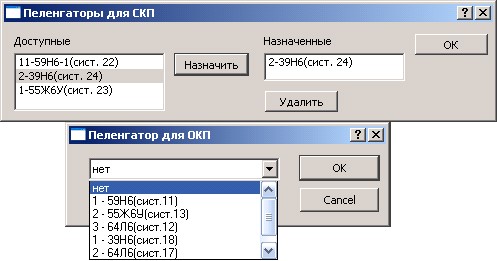 Пеленгаторы для СКП
Доступные
Назначенные
OK
11-59Н6-1(сист. 22)
2-39Н6(сист. 24)
1-55Ж6У(сист. 23)
Назначить
2-39Н6(сист. 24)
Удалить
Пеленгатор для ОКП
нет
OK
нет
1 - 59Н6(сист.11)
2 - 55Ж6У(сист.13)
3 - 64Л6(сист.12)
1 - 39Н6(сист.18)
2 - 64Л6(сист.17)
Cancel